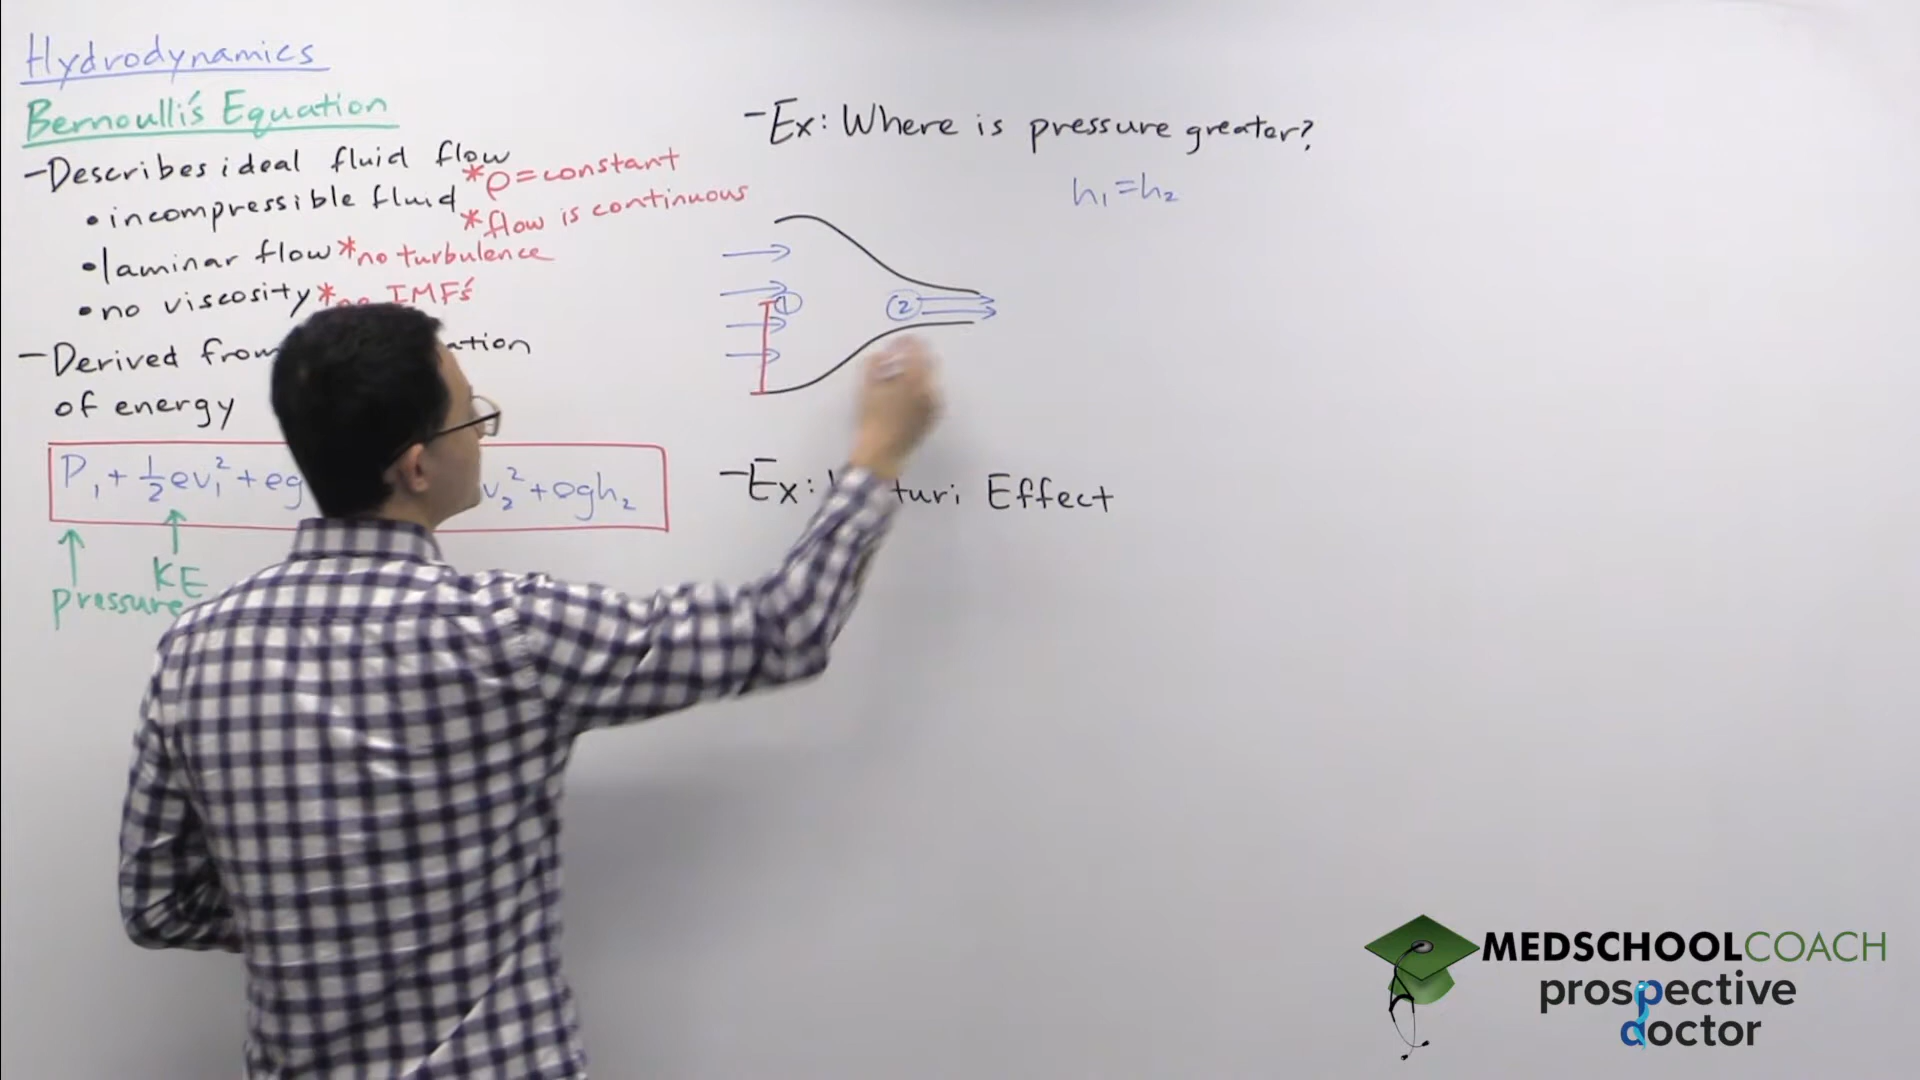 Hydrodynamics
Bernoulli's Equation
-Describes ideal fluid flow
•incompressible fluid *ρ=constant
*flow is continuous
•laminar flow *no turbulence
•no viscosity *no IMF's
-Derived from
of energy
P₁ + ½ρv₁² + ρg v₂² + ρgh₂
KE
pressure
-Ex: Where is pressure greater?
h₁=h₂
1
2
-Ex: Effect
MEDSCHOOLCOACH
prospective
doctor